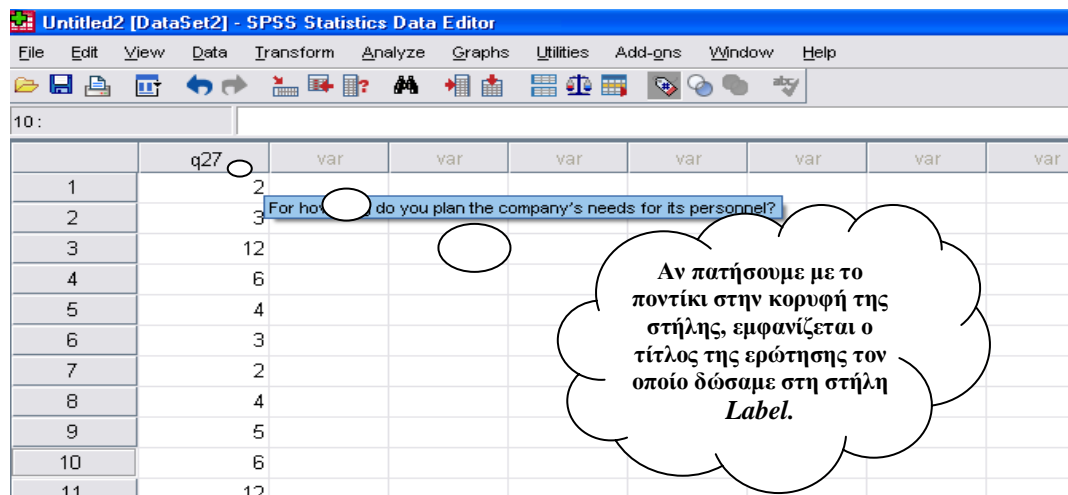 Untitled2 [DataSet2] - SPSS Statistics Data Editor
File Edit View Data Transform Analyze Graphs Utilities Add-ons Window Help
10 :
q27 var var var var var var var
1 2
For how do you plan the company's needs for its personnel?
2 3
3 12
4 6
5 4
6 3
7 2
8 4
9 5
10 6
11 12
Αν πατήσουμε με το
ποντίκι στην κορυφή της
στήλης, εμφανίζεται ο
τίτλος της ερώτησης τον
οποίο δώσαμε στη στήλη
Label.